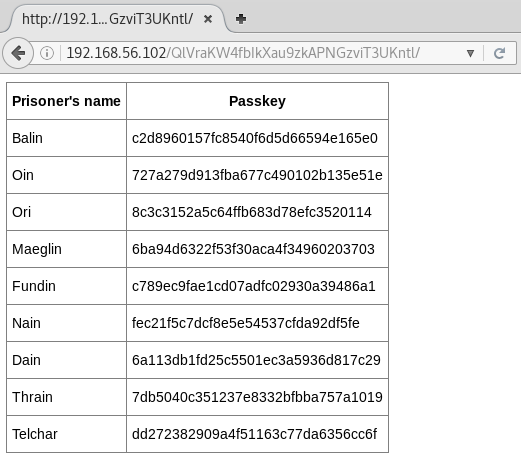 http://192.1...GzviT3UKntl/
192.168.56.102/QlVraKW4fbIkXau9zkAPNGzviT3UKntl/
Prisoner's name Passkey
Balin c2d8960157fc8540f6d5d66594e165e0
Oin 727a279d913fba677c490102b135e51e
Ori 8c3c3152a5c64ffb683d78efc3520114
Maeglin 6ba94d6322f53f30aca4f34960203703
Fundin c789ec9fae1cd07adfc02930a39486a1
Nain fec21f5c7dcf8e5e54537cfda92df5fe
Dain 6a113db1fd25c5501ec3a5936d817c29
Thrain 7db5040c351237e8332bfbba757a1019
Telchar dd272382909a4f51163c77da6356cc6f